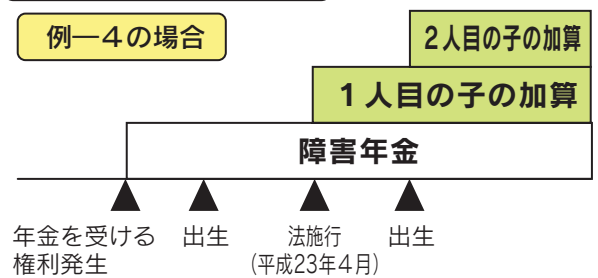 例―4の場合
2人目の子の加算
1人目の子の加算
障害年金
年金を受ける
権利発生
出生
法施行
(平成23年4月)
出生